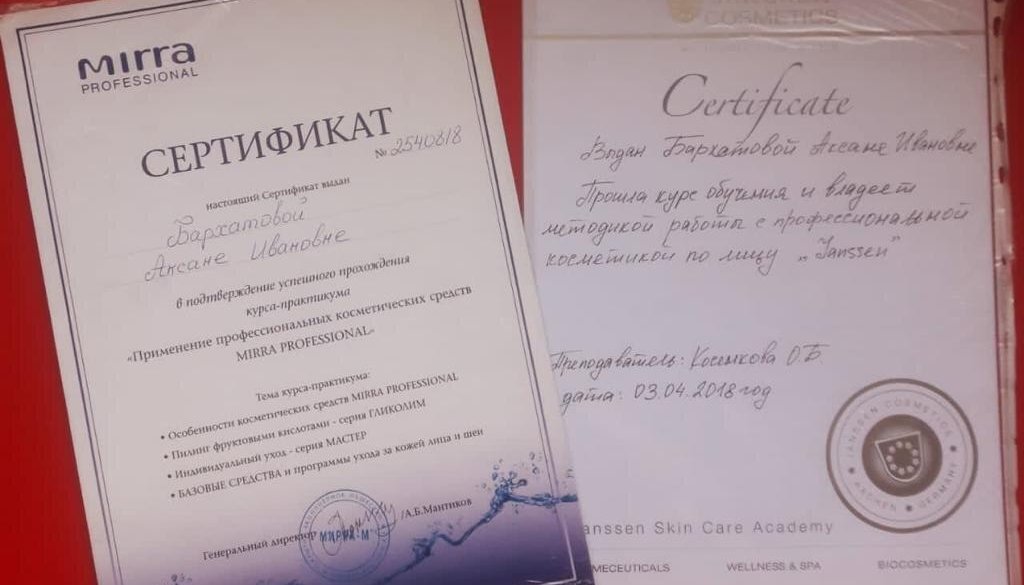 mirra
PROFESSIONAL
СЕРТИФИКАТ
№ 2540818
настоящий Сертификат выдан
Бархатовой
Аксане Ивановне
в подтверждение успешного прохождения
курса-практикума
«Применение профессиональных косметических средств
MIRRA PROFESSIONAL»
Тема курса-практикума:
• Особенности косметических средств MIRRA PROFESSIONAL
• Пилинг фруктовыми кислотами - серия ГЛИКОЛИМ
• Индивидуальный уход - серия МАСТЕР
• БАЗОВЫЕ СРЕДСТВА и программы ухода за кожей лица и шеи
Генеральный директор /А.Б.Мантиков
МИРРА-М
COSMETICS
Certificate
Выдан Бархатовой Аксане Ивановне
Прошла курс обучения и владеет
методикой работы с профессиональной
косметикой по лицу „Janssen"
Преподаватель: О.Б.
дата: 03.04.2018 год
JANSSEN COSMETICS
AACHEN GERMANY
Janssen Skin Care Academy
MECEUTICALS WELLNESS & SPA BIOCOSMETICS